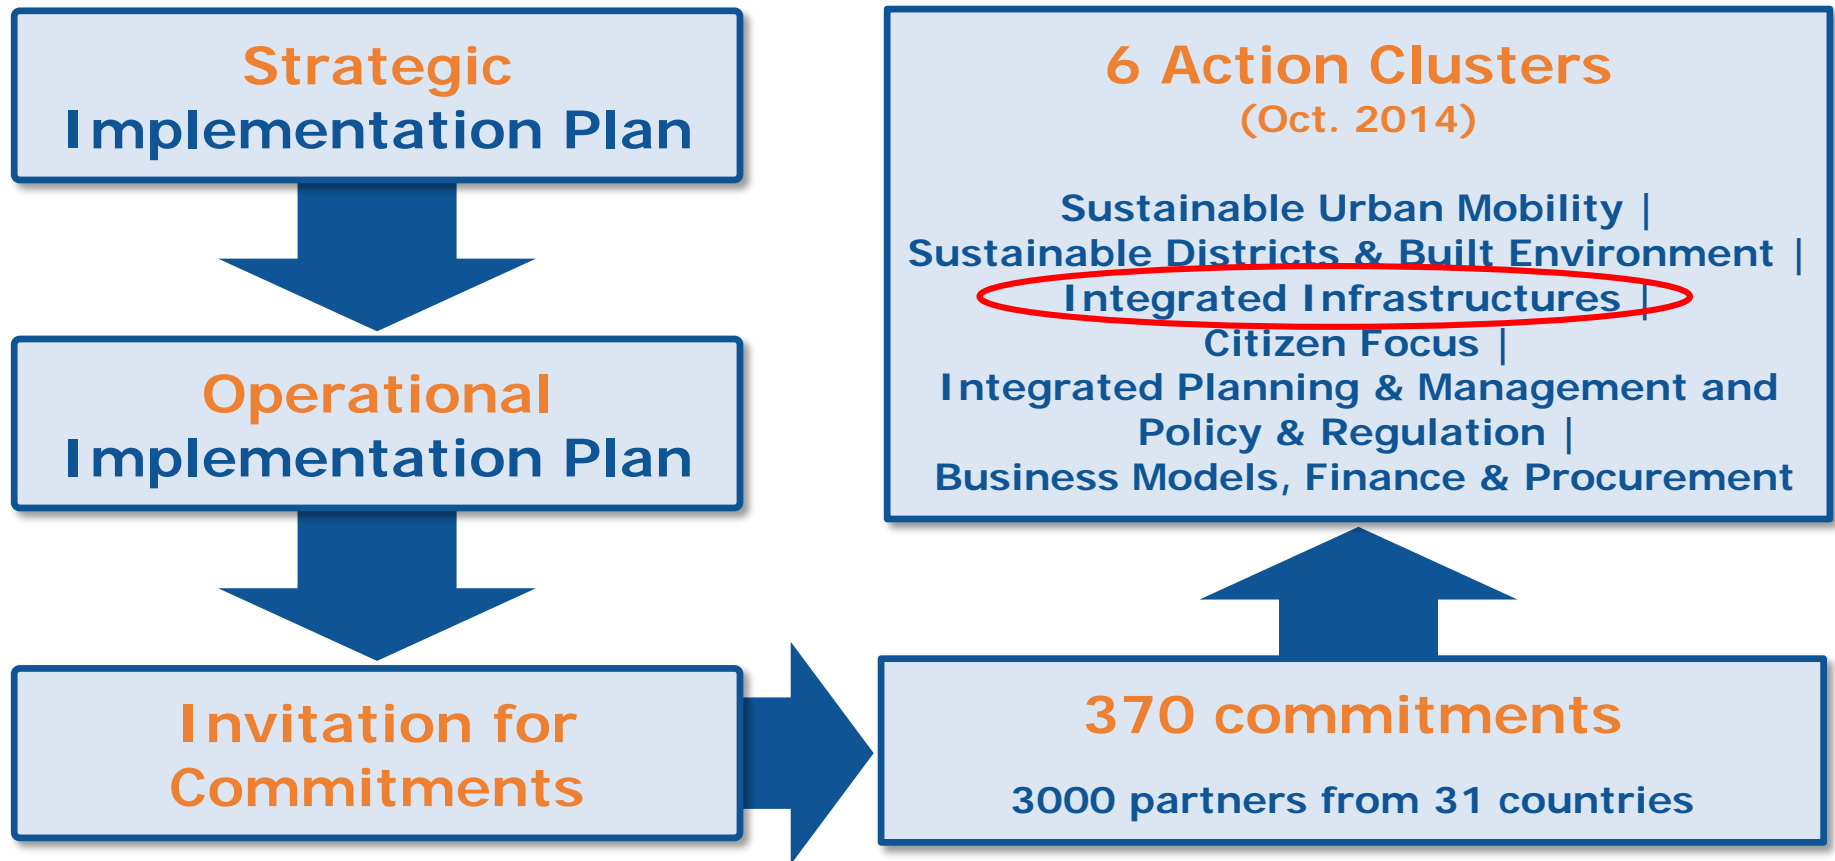 Strategic
Implementation Plan
Operational
Implementation Plan
Invitation for
Commitments
370 commitments
3000 partners from 31 countries
6 Action Clusters
(Oct. 2014)
Sustainable Urban Mobility |
Sustainable Districts & Built Environment |
Integrated Infrastructures |
Citizen Focus |
Integrated Planning & Management and
Policy & Regulation |
Business Models, Finance & Procurement